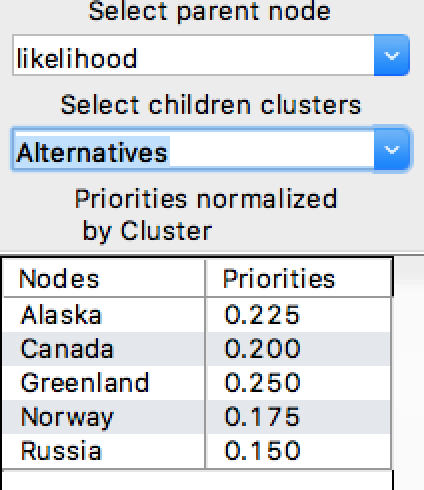 Select parent node
likelihood
Select children clusters
Alternatives
Priorities normalized
by Cluster
Nodes Priorities
Alaska 0.225
Canada 0.200
Greenland 0.250
Norway 0.175
Russia 0.150